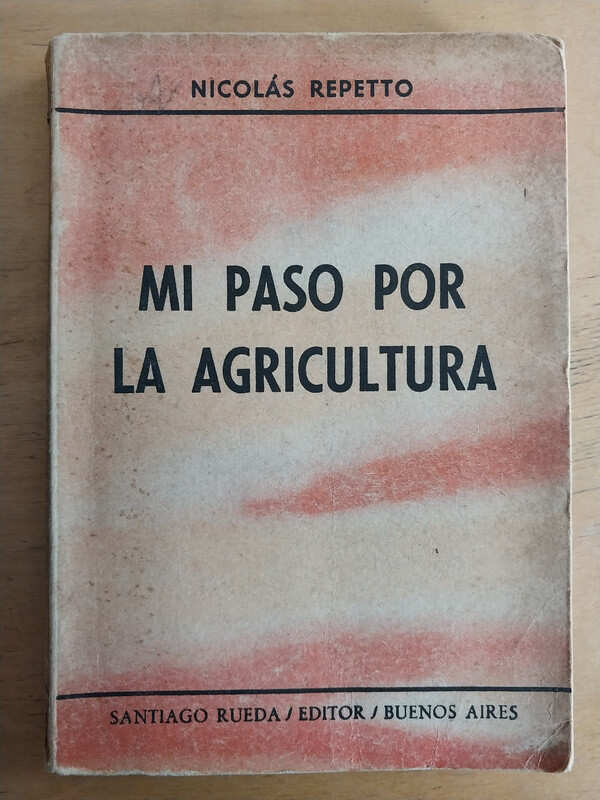 NICOLÁS REPETTO
MI PASO POR
LA AGRICULTURA
SANTIAGO RUEDA / EDITOR / BUENOS AIRES